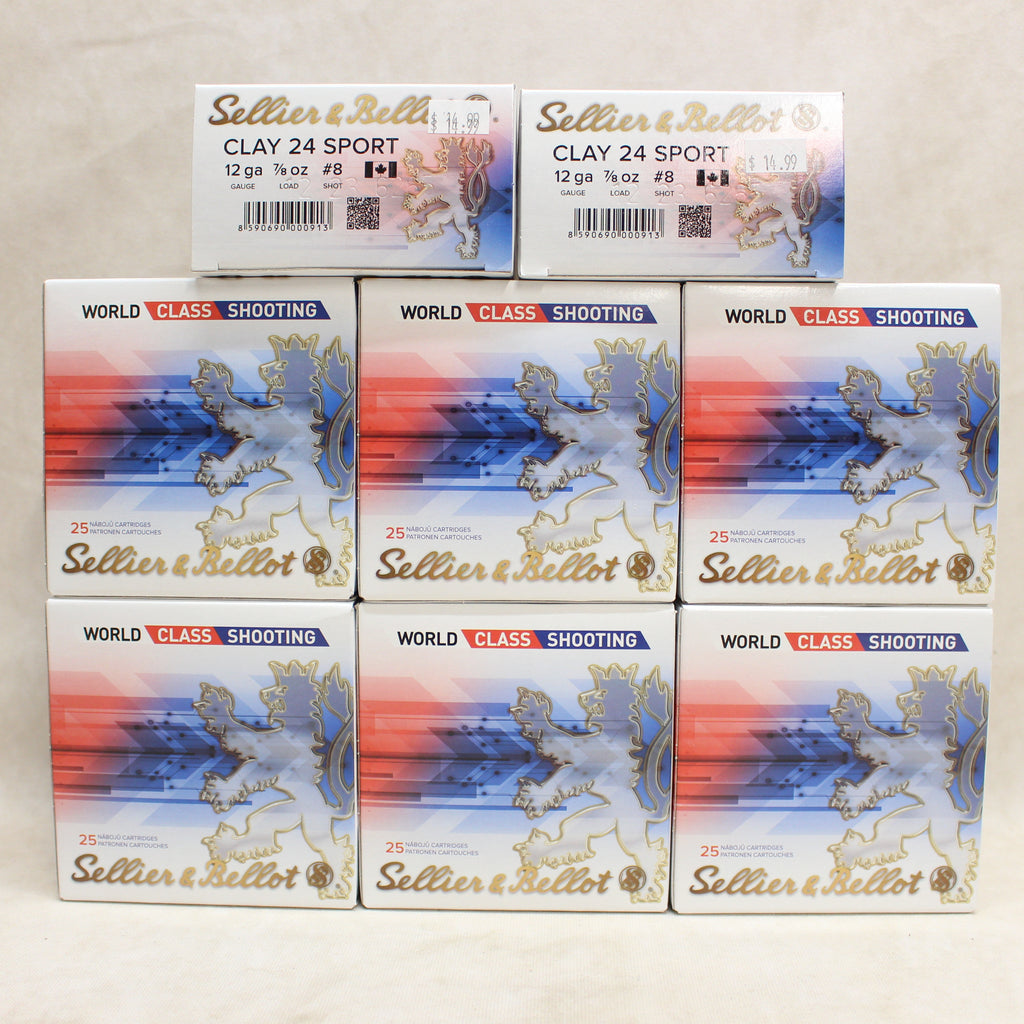 Sellier & Bell
$ 14.99
CLAY 24 SPORT
12 ga 7⁄8 oz #8
GAUGE LOAD SHOT
8 590690 000913
Sellier & Bellot
CLAY 24 SPORT
$ 14.99
12 ga 7⁄8 oz #8
GAUGE LOAD SHOT
8 590690 000913
WORLD CLASS SHOOTING
25 NÁBOJŮ CARTRIDGES
PATRONEN CARTOUCHES
Sellier & Bellot
WORLD CLASS SHOOTING
25 NÁBOJŮ CARTRIDGES
PATRONEN CARTOUCHES
Sellier & Bellot
WORLD CLASS SHOOTING
25 NÁBOJŮ CARTRIDGES
PATRONEN CARTOUCHES
Sellier & Bellot
WORLD CLASS SHOOTING
25 NÁBOJŮ CARTRIDGES
PATRONEN CARTOUCHES
Sellier & Bellot
WORLD CLASS SHOOTING
25 NÁBOJŮ CARTRIDGES
PATRONEN CARTOUCHES
Sellier & Bellot
WORLD CLASS SHOOTING
25 NÁBOJŮ CARTRIDGES
PATRONEN CARTOUCHES
Sellier & Bellot